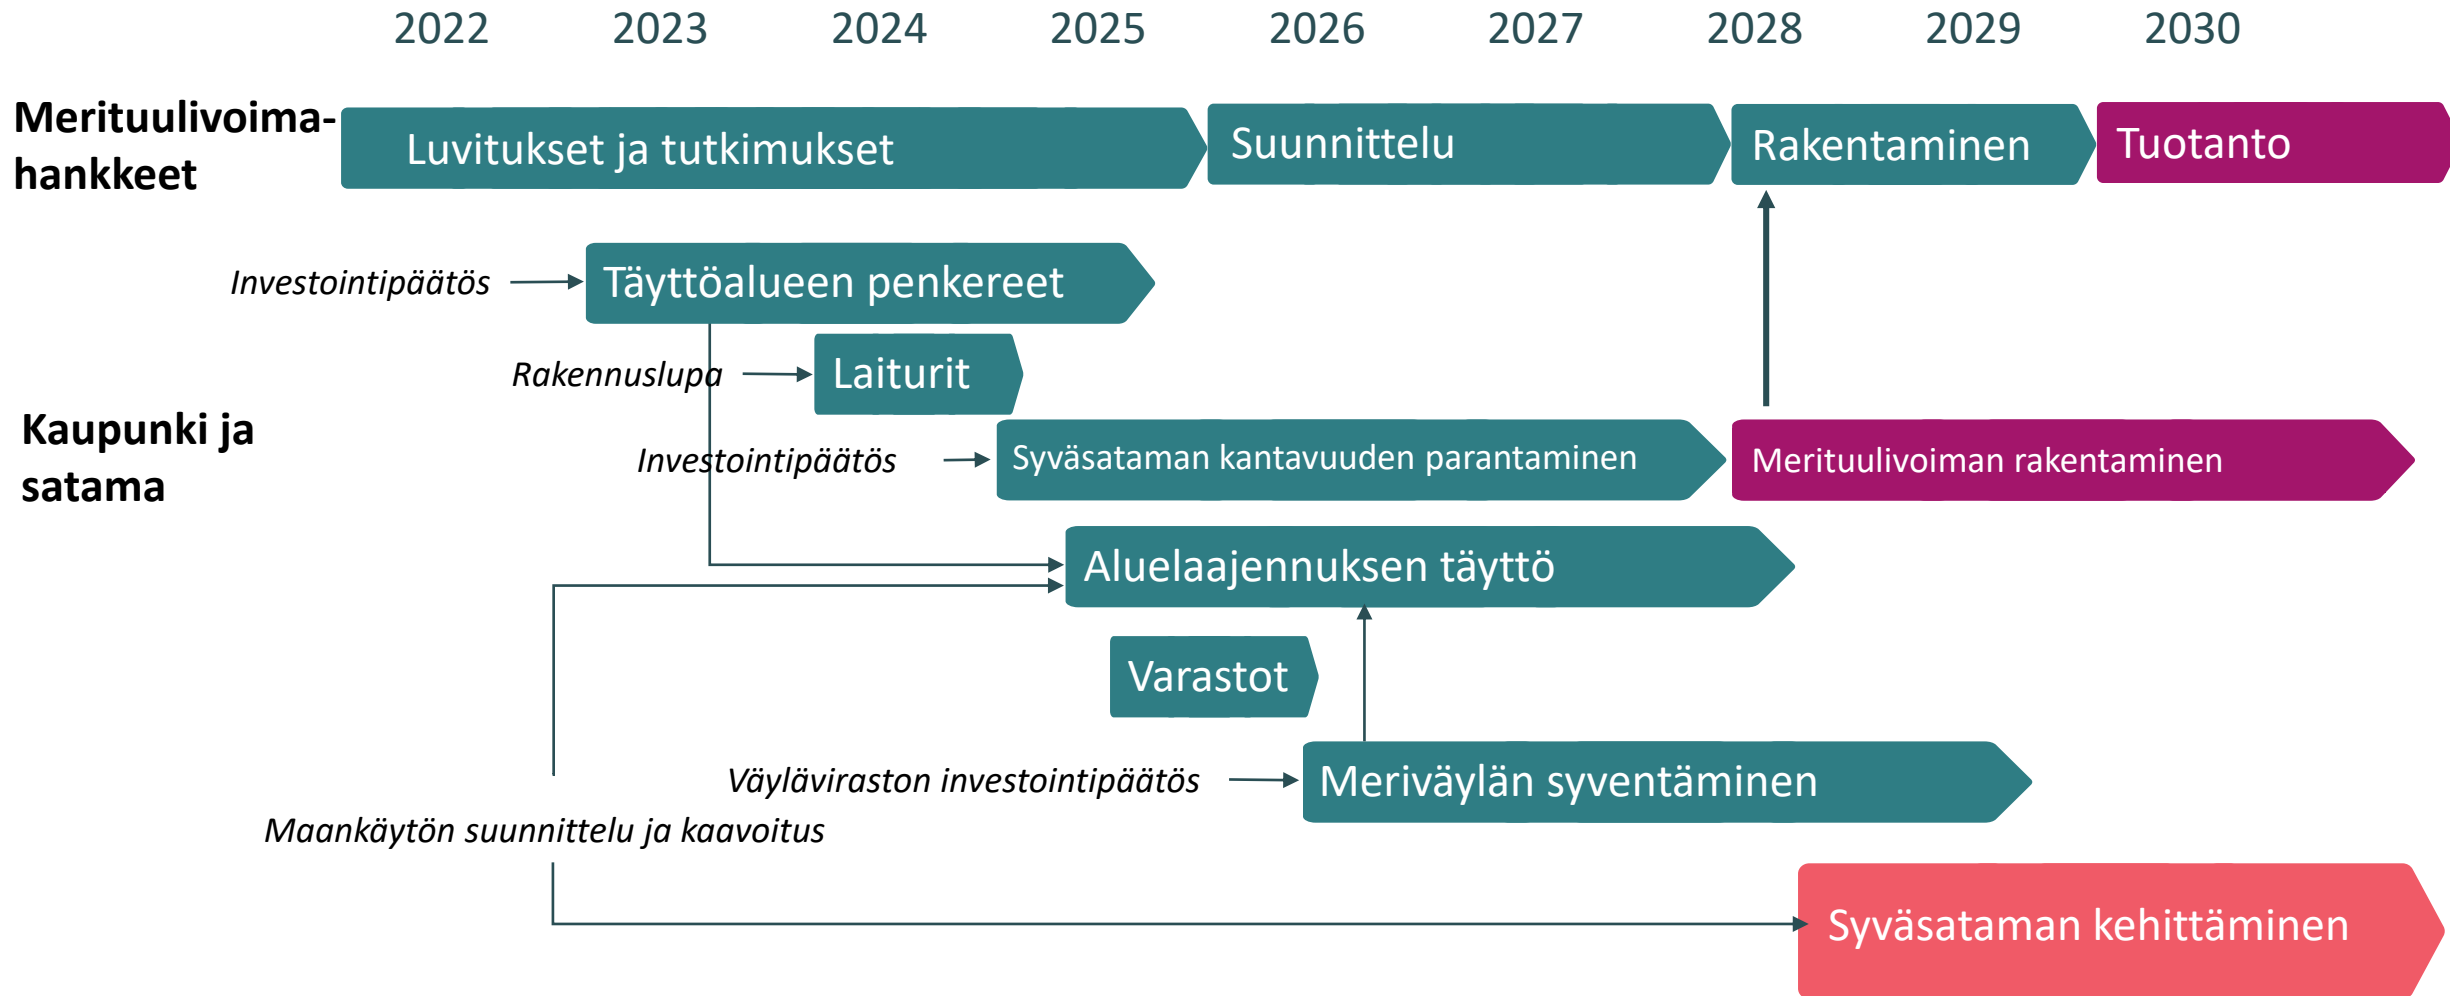 2022 2023 2024 2025 2026 2027 2028 2029 2030
Merituulivoima-
hankkeet
Luvitukset ja tutkimukset
Suunnittelu
Rakentaminen
Tuotanto
Investointipäätös
Täyttöalueen penkereet
Rakennuslupa
Laiturit
Kaupunki ja
satama
Investointipäätös
Syväsataman kantavuuden parantaminen
Merituulivoiman rakentaminen
Aluelaajennuksen täyttö
Varastot
Väyläviraston investointipäätös
Meriväylän syventäminen
Maankäytön suunnittelu ja kaavoitus
Syväsataman kehittäminen